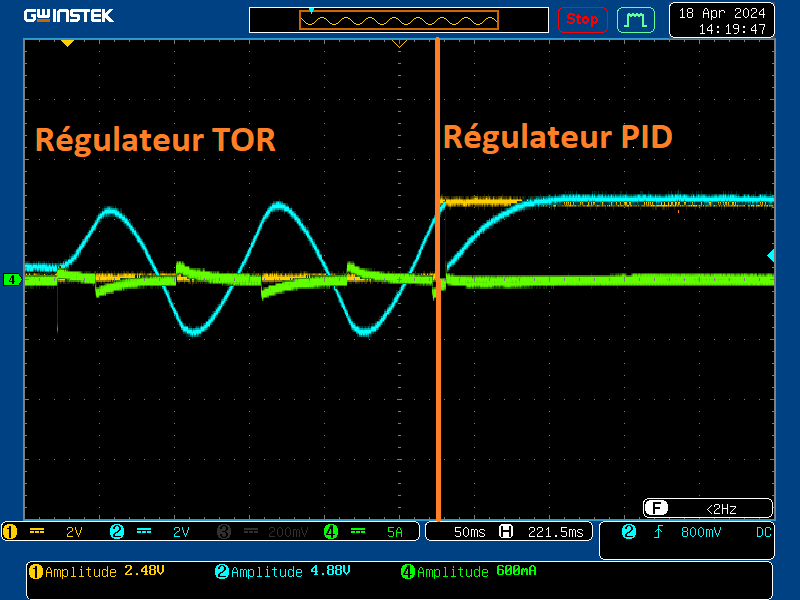 GWINSTEK
Stop
18 Apr 2024
14:19:47
Régulateur TOR
Régulateur PID
4
F <2Hz
1 2V 2 2V 3 200mV 4 5A
50ms H 221.5ms
2 800mV DC
1 Amplitude 2.48V 2 Amplitude 4.88V 4 Amplitude 600mA